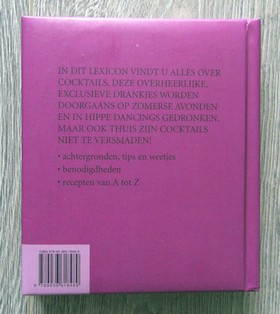 IN DIT LEXICON VINDT U ALLES OVER
COCKTAILS. DEZE OVERHEERLIJKE,
EXCLUSIEVE DRANKJES WORDEN
DOORGAANS OP ZOMERSE AVONDEN
EN IN HIPPE DANCINGS GEDRONKEN,
MAAR OOK THUIS ZIJN COCKTAILS
NIET TE VERSMADEN!
• achtergronden, tips en weetjes
• benodigdheden
• recepten van A tot Z